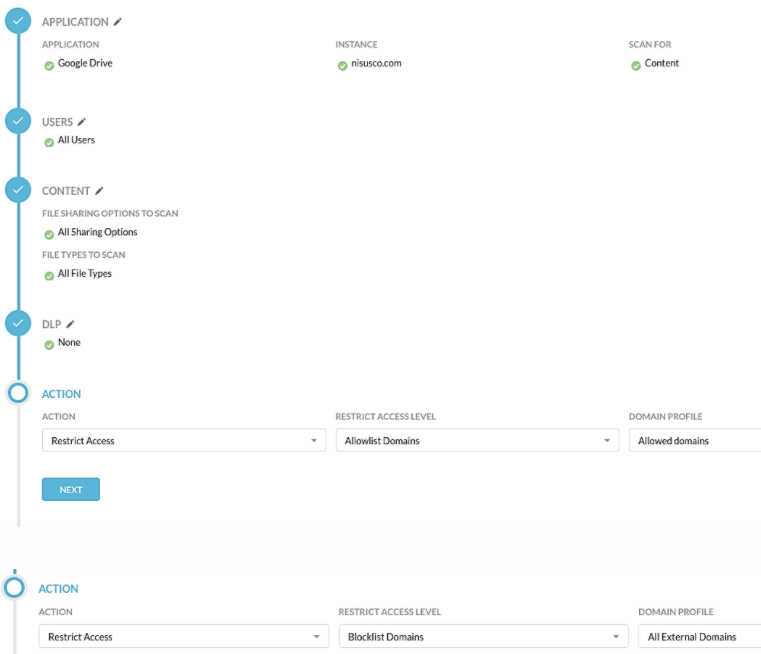 APPLICATION
APPLICATION INSTANCE SCAN FOR
Google Drive nisusco.com Content
USERS
All Users
CONTENT
FILE SHARING OPTIONS TO SCAN
All Sharing Options
FILE TYPES TO SCAN
All File Types
DLP
None
ACTION
ACTION RESTRICT ACCESS LEVEL DOMAIN PROFILE
Restrict Access Allowlist Domains Allowed domains
NEXT
ACTION
ACTION RESTRICT ACCESS LEVEL DOMAIN PROFILE
Restrict Access Blocklist Domains All External Domains